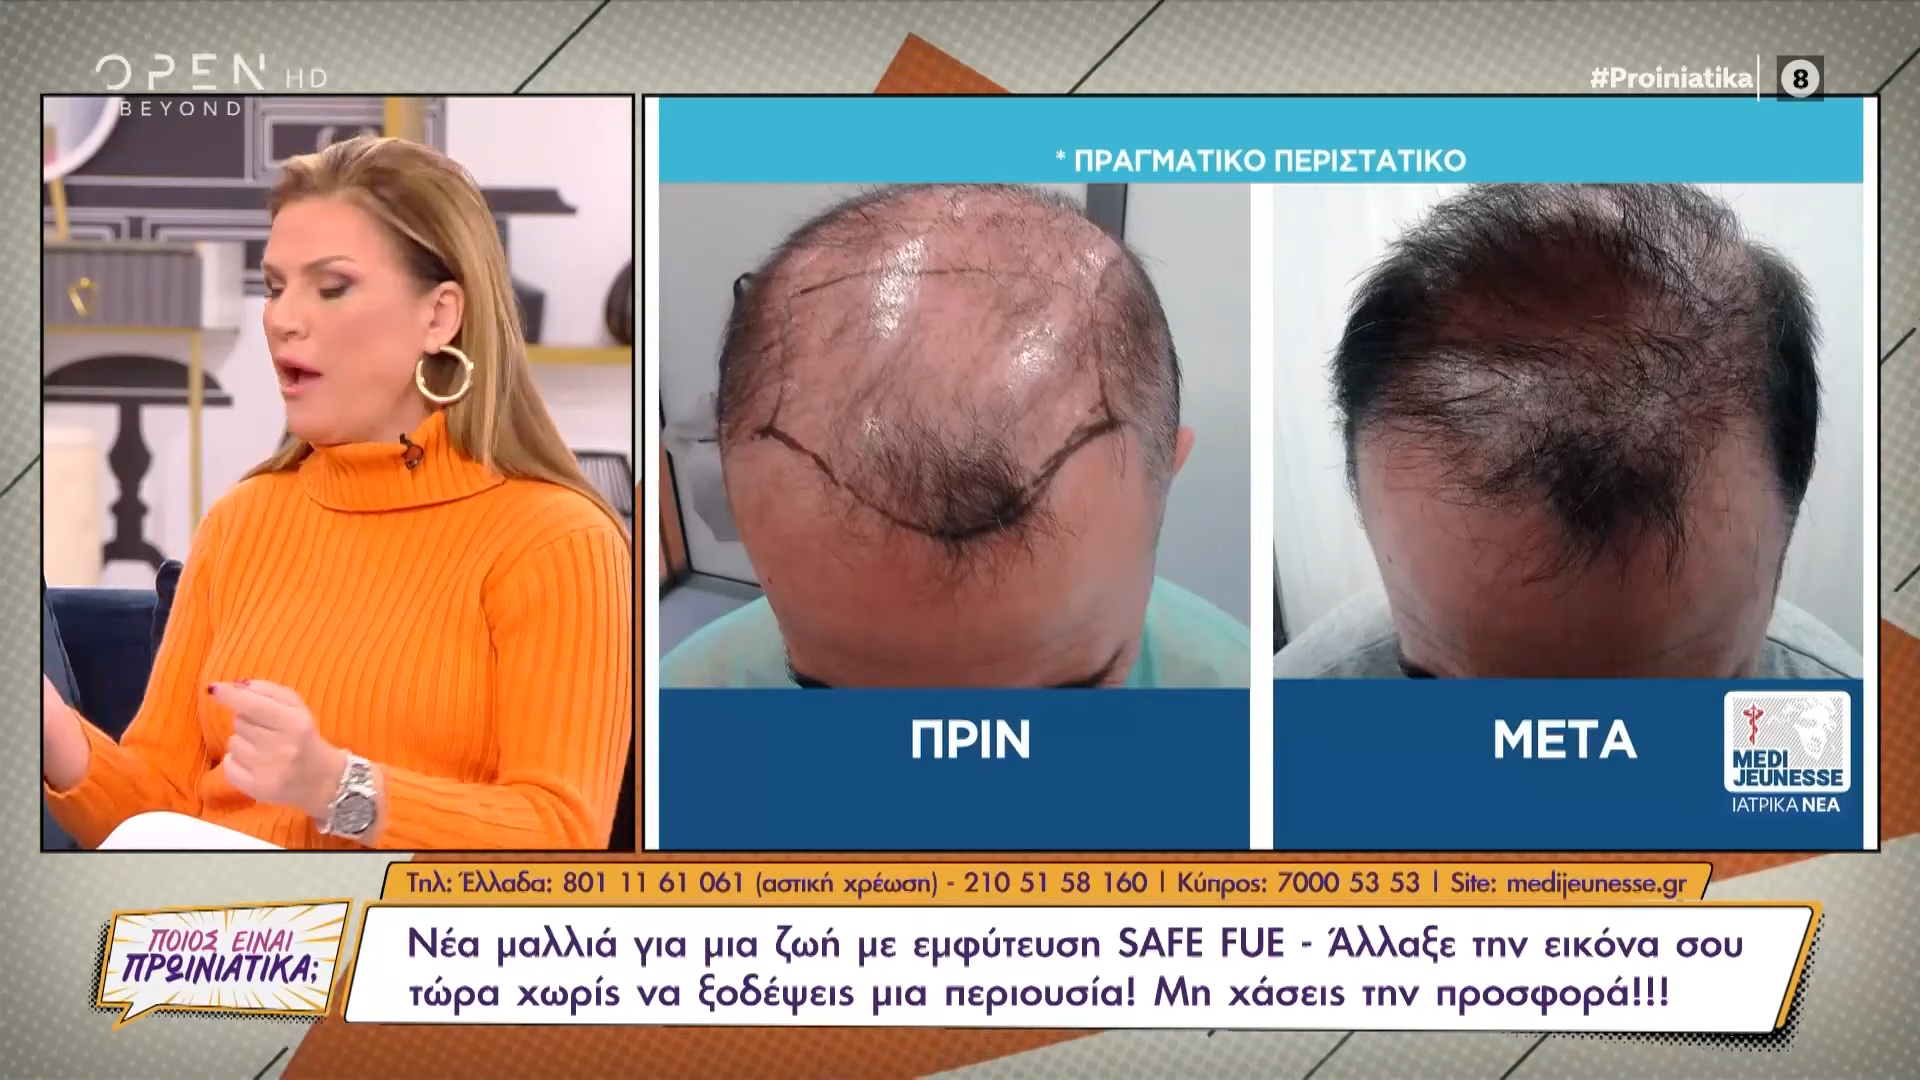 OPEN HD
BEYOND
#Proiniatika 8
* ΠΡΑΓΜΑΤΙΚΟ ΠΕΡΙΣΤΑΤΙΚΟ
ΠΡΙΝ
ΜΕΤΑ
MEDI
JEUNESSE
ΙΑΤΡΙΚΑ ΝΕΑ
Τηλ: Έλλαδα: 801 11 61 061 (αστική χρέωση) - 210 51 58 160 | Κύπρος: 7000 53 53 | Site: medijeunesse.gr
ΠΟΙΟΣ ΕΙΝΑΙ
ΠΡΩΙΝΙΑΤΙΚΑ;
Νέα μαλλιά για μια ζωή με εμφύτευση SAFE FUE - Άλλαξε την εικόνα σου
τώρα χωρίς να ξοδέψεις μια περιουσία! Μη χάσεις την προσφορά!!!